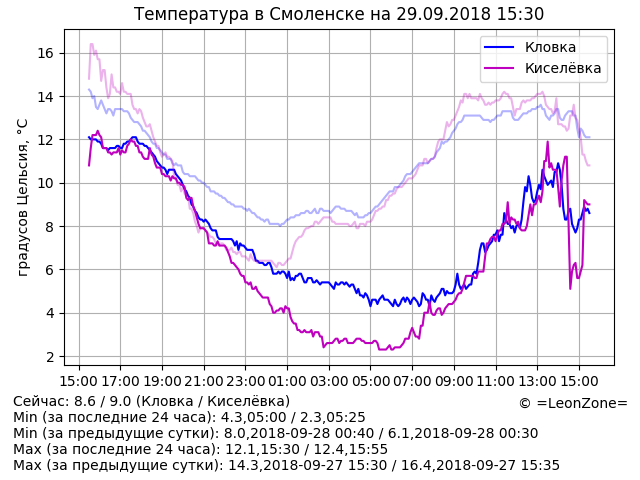 Температура в Смоленске на 29.09.2018 15:30
градусов Цельсия, °C
16
14
12
10
8
6
4
2
Кловка
Киселёвка
15:00 17:00 19:00 21:00 23:00 01:00 03:00 05:00 07:00 09:00 11:00 13:00 15:00
Сейчас: 8.6 / 9.0 (Кловка / Киселёвка)
© =LeonZone=
Min (за последние 24 часа): 4.3,05:00 / 2.3,05:25
Min (за предыдущие сутки): 8.0,2018-09-28 00:40 / 6.1,2018-09-28 00:30
Max (за последние 24 часа): 12.1,15:30 / 12.4,15:55
Max (за предыдущие сутки): 14.3,2018-09-27 15:30 / 16.4,2018-09-27 15:35